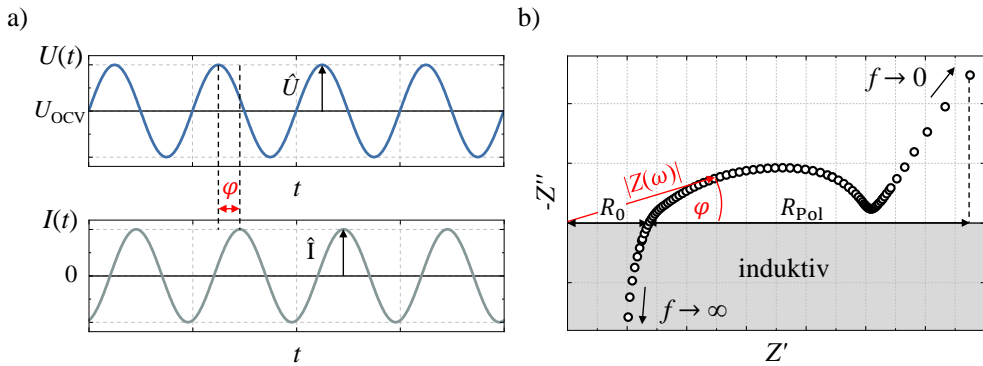 a)
U(t)
Û
U_OCV
t
φ
I(t)
Î
0
t
b)
-Z''
f → 0
|Z(ω)|
R_0
φ
R_Pol
induktiv
f → ∞
Z'